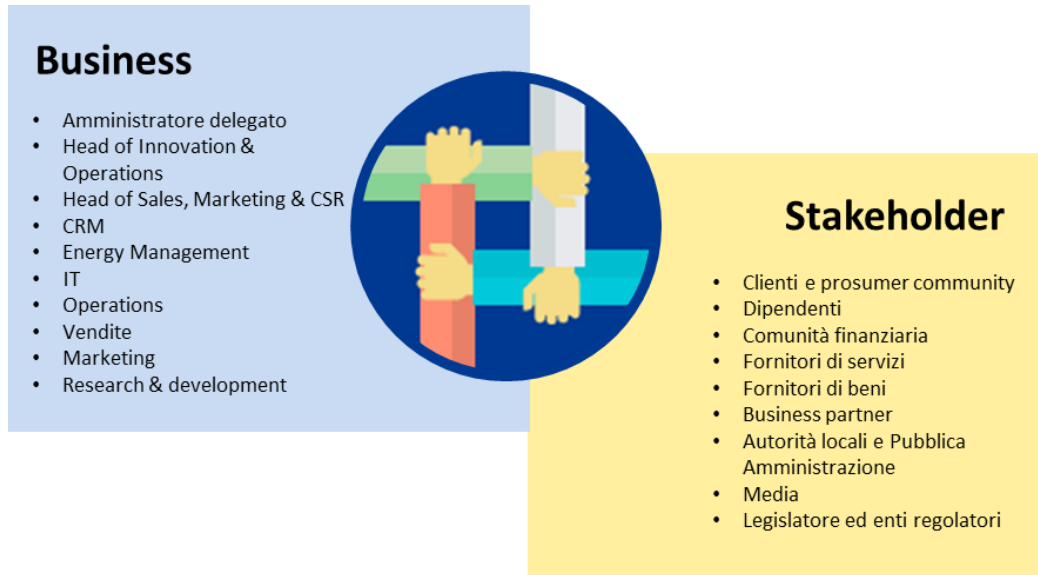 Business
• Amministratore delegato
• Head of Innovation &
Operations
• Head of Sales, Marketing & CSR
• CRM
• Energy Management
• IT
• Operations
• Vendite
• Marketing
• Research & development
Stakeholder
• Clienti e prosumer community
• Dipendenti
• Comunità finanziaria
• Fornitori di servizi
• Fornitori di beni
• Business partner
• Autorità locali e Pubblica
Amministrazione
• Media
• Legislatore ed enti regolatori